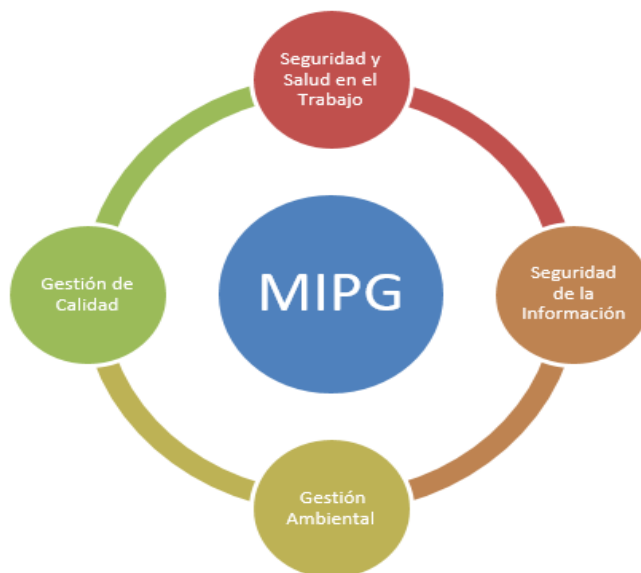 Seguridad y
Salud en el
Trabajo
Gestión de
Calidad
MIPG
Seguridad
de la
Información
Gestión
Ambiental